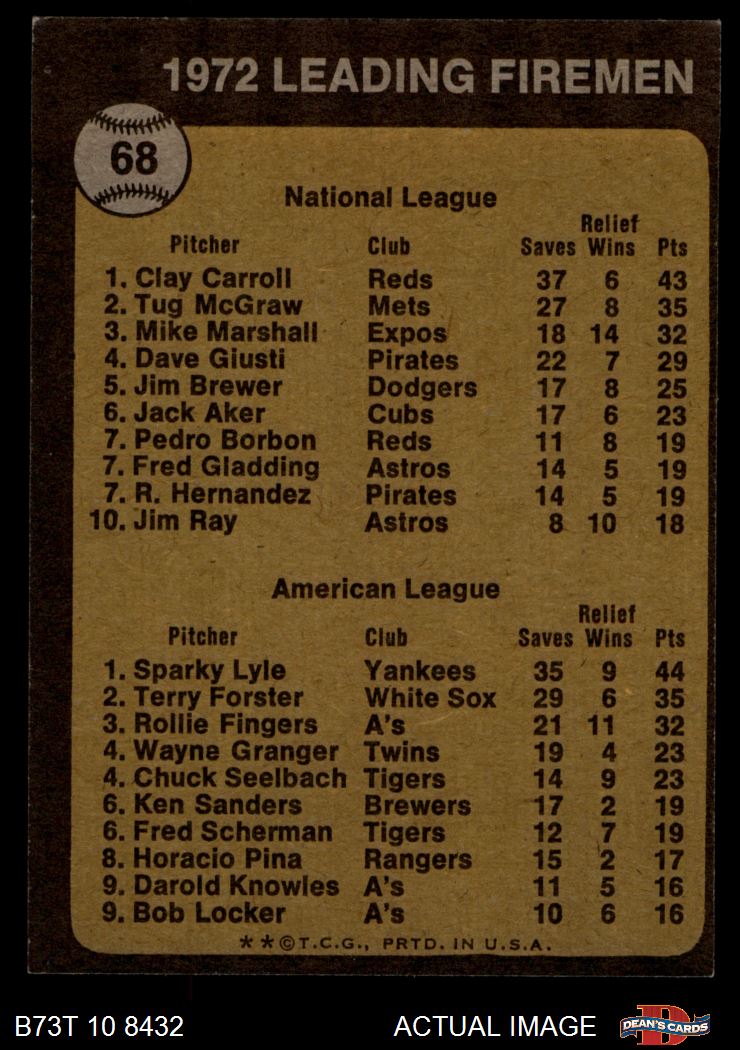 1972 LEADING FIREMEN
68
National League
Relief
Pitcher Club Saves Wins Pts
1. Clay Carroll Reds 37 6 43
2. Tug McGraw Mets 27 8 35
3. Mike Marshall Expos 18 14 32
4. Dave Giusti Pirates 22 7 29
5. Jim Brewer Dodgers 17 8 25
6. Jack Aker Cubs 17 6 23
7. Pedro Borbon Reds 11 8 19
7. Fred Gladding Astros 14 5 19
7. R. Hernandez Pirates 14 5 19
10. Jim Ray Astros 8 10 18
American League
Relief
Pitcher Club Saves Wins Pts
1. Sparky Lyle Yankees 35 9 44
2. Terry Forster White Sox 29 6 35
3. Rollie Fingers A's 21 11 32
4. Wayne Granger Twins 19 4 23
4. Chuck Seelbach Tigers 14 9 23
6. Ken Sanders Brewers 17 2 19
6. Fred Scherman Tigers 12 7 19
8. Horacio Pina Rangers 15 2 17
9. Darold Knowles A's 11 5 16
9. Bob Locker A's 10 6 16
**©T.C.G., PRTD. IN U.S.A.
B73T 10 8432 ACTUAL IMAGE D DEAN'S CARDS